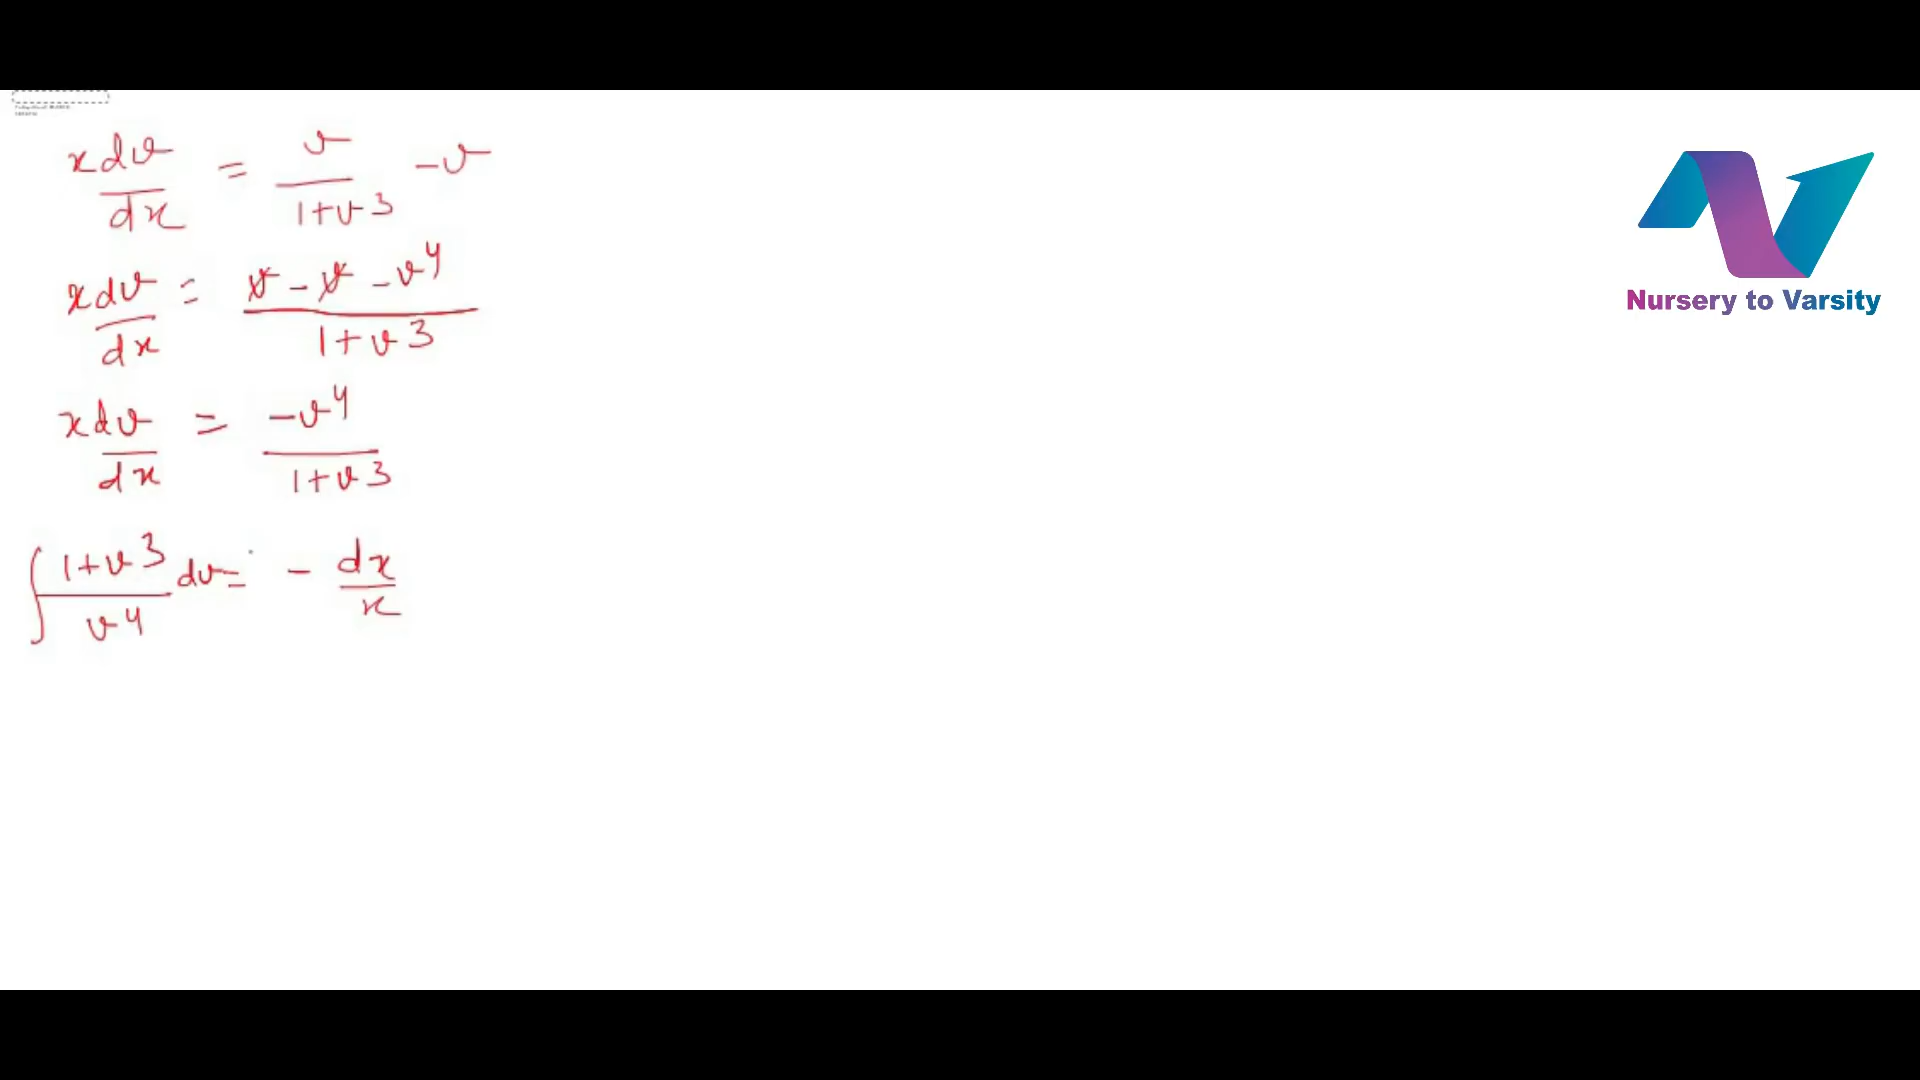 x dv/dx = v/(1+v3) - v
x dv/dx = (v - v - v4)/(1+v3)
x dv/dx = -v4/(1+v3)
∫ (1+v3)/v4 dv = - dx/x
Nursery to Varsity